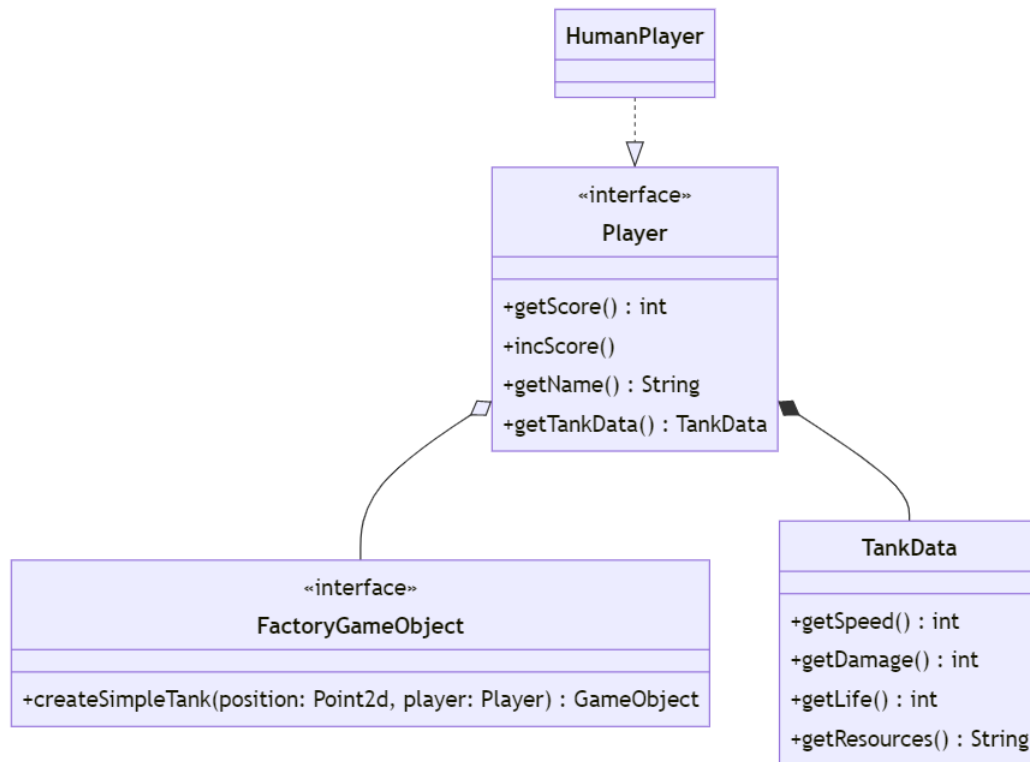 HumanPlayer
«interface»
Player
+getScore() : int
+incScore()
+getName() : String
+getTankData() : TankData
«interface»
FactoryGameObject
+createSimpleTank(position: Point2d, player: Player) : GameObject
TankData
+getSpeed() : int
+getDamage() : int
+getLife() : int
+getResources() : String